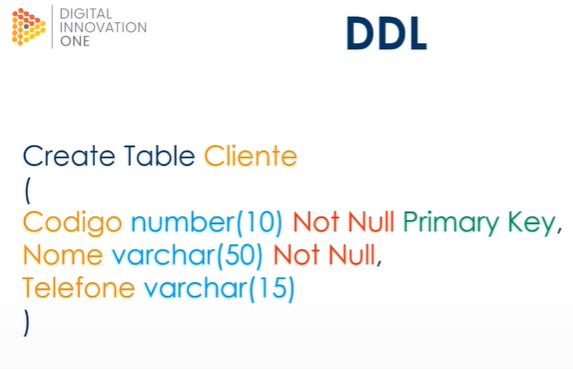 DIGITAL
INNOVATION
ONE
DDL
Create Table Cliente
(
Codigo number(10) Not Null Primary Key,
Nome varchar(50) Not Null,
Telefone varchar(15)
)